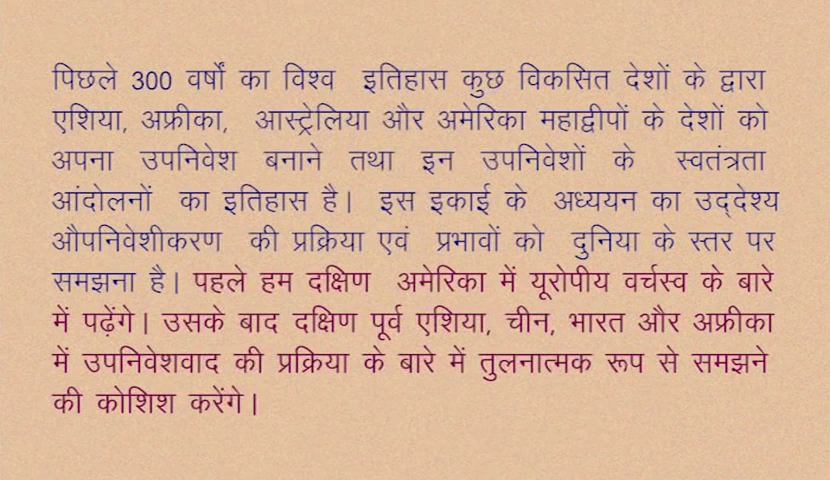 पिछले 300 वर्षों का विश्व इतिहास कुछ विकसित देशों के द्वारा
एशिया, अफ्रीका, आस्ट्रेलिया और अमेरिका महाद्वीपों के देशों को
अपना उपनिवेश बनाने तथा इन उपनिवेशों के स्वतंत्रता
आंदोलनों का इतिहास है। इस इकाई के अध्ययन का उद्देश्य
औपनिवेशीकरण की प्रक्रिया एवं प्रभावों को दुनिया के स्तर पर
समझना है। पहले हम दक्षिण अमेरिका में यूरोपीय वर्चस्व के बारे
में पढ़ेंगे। उसके बाद दक्षिण पूर्व एशिया, चीन, भारत और अफ्रीका
में उपनिवेशवाद की प्रक्रिया के बारे में तुलनात्मक रूप से समझने
की कोशिश करेंगे।